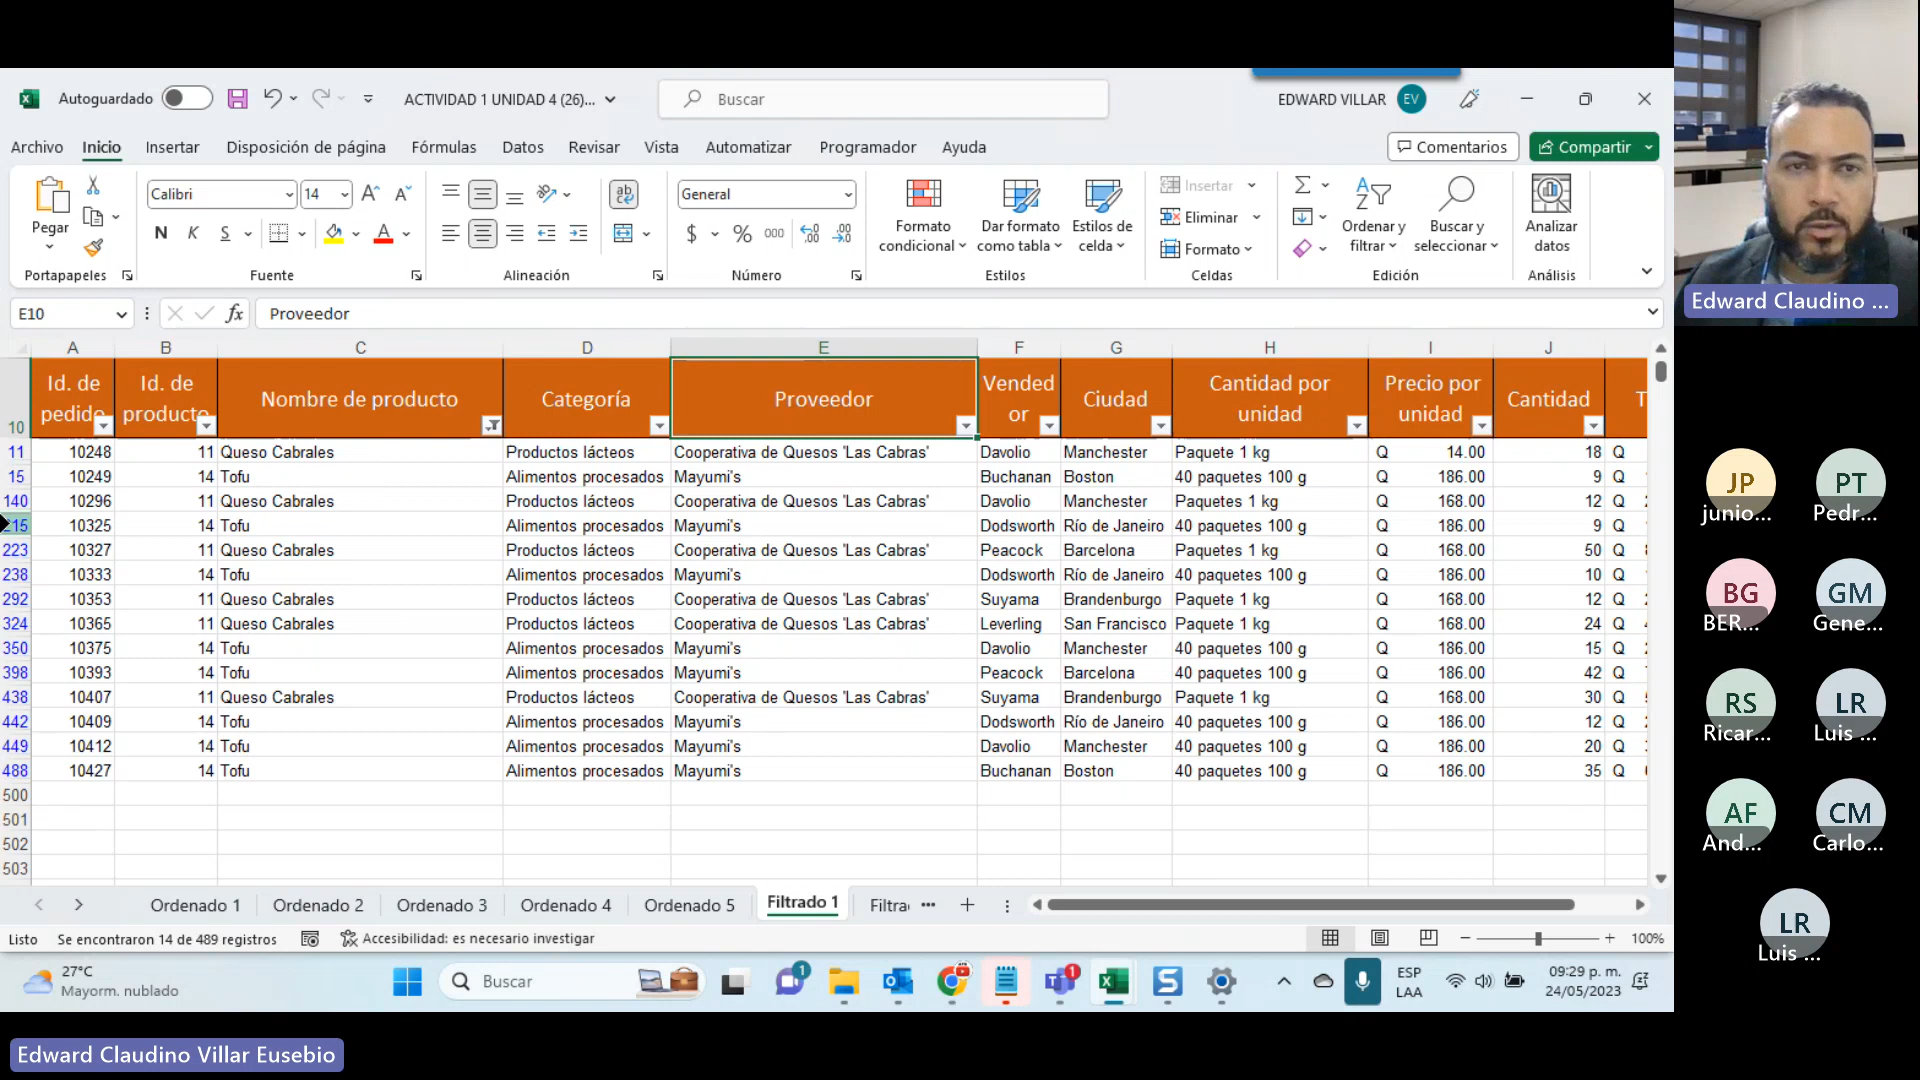 Autoguardado
ACTIVIDAD 1 UNIDAD 4 (26)...
Buscar
EDWARD VILLAR EV
Archivo Inicio Insertar Disposición de página Fórmulas Datos Revisar Vista Automatizar Programador Ayuda
Comentarios Compartir
Pegar
Portapapeles
Calibri 14
N K S
Fuente
ab
Alineación
General
$ % 000
Número
Formato condicional
Dar formato como tabla
Estilos de celda
Estilos
Insertar
Eliminar
Formato
Celdas
Ordenar y filtrar
Buscar y seleccionar
Edición
Analizar datos
Análisis
E10 fx Proveedor
A B C D E F G H I J
10 Id. de pedido Id. de producto Nombre de producto Categoría Proveedor Vendedor Ciudad Cantidad por unidad Precio por unidad Cantidad T
11 10248 11 Queso Cabrales Productos lácteos Cooperativa de Quesos 'Las Cabras' Davolio Manchester Paquete 1 kg Q 14.00 18 Q
15 10249 14 Tofu Alimentos procesados Mayumi's Buchanan Boston 40 paquetes 100 g Q 186.00 9 Q
140 10296 11 Queso Cabrales Productos lácteos Cooperativa de Quesos 'Las Cabras' Davolio Manchester Paquetes 1 kg Q 168.00 12 Q
215 10325 14 Tofu Alimentos procesados Mayumi's Dodsworth Río de Janeiro 40 paquetes 100 g Q 186.00 9 Q
223 10327 11 Queso Cabrales Productos lácteos Cooperativa de Quesos 'Las Cabras' Peacock Barcelona Paquetes 1 kg Q 168.00 50 Q
238 10333 14 Tofu Alimentos procesados Mayumi's Dodsworth Río de Janeiro 40 paquetes 100 g Q 186.00 10 Q
292 10353 11 Queso Cabrales Productos lácteos Cooperativa de Quesos 'Las Cabras' Suyama Brandenburgo Paquete 1 kg Q 168.00 12 Q
324 10365 11 Queso Cabrales Productos lácteos Cooperativa de Quesos 'Las Cabras' Leverling San Francisco Paquete 1 kg Q 168.00 24 Q
350 10375 14 Tofu Alimentos procesados Mayumi's Davolio Manchester 40 paquetes 100 g Q 186.00 15 Q
398 10393 14 Tofu Alimentos procesados Mayumi's Peacock Barcelona 40 paquetes 100 g Q 186.00 42 Q
438 10407 11 Queso Cabrales Productos lácteos Cooperativa de Quesos 'Las Cabras' Suyama Brandenburgo Paquete 1 kg Q 168.00 30 Q
442 10409 14 Tofu Alimentos procesados Mayumi's Dodsworth Río de Janeiro 40 paquetes 100 g Q 186.00 12 Q
449 10412 14 Tofu Alimentos procesados Mayumi's Davolio Manchester 40 paquetes 100 g Q 186.00 20 Q
488 10427 14 Tofu Alimentos procesados Mayumi's Buchanan Boston 40 paquetes 100 g Q 186.00 35 Q
500
501
502
503
Ordenado 1 Ordenado 2 Ordenado 3 Ordenado 4 Ordenado 5 Filtrado 1 Filtra
Listo Se encontraron 14 de 489 registros Accesibilidad: es necesario investigar 100%
27°C
Mayorm. nublado
Buscar
1
1
ESP
LAA
09:29 p. m.
24/05/2023
Edward Claudino ...
JP
junio...
PT
Pedr...
BG
BER...
GM
Gene...
RS
Ricar...
LR
Luis ...
AF
And...
CM
Carlo...
LR
Luis ...
Edward Claudino Villar Eusebio